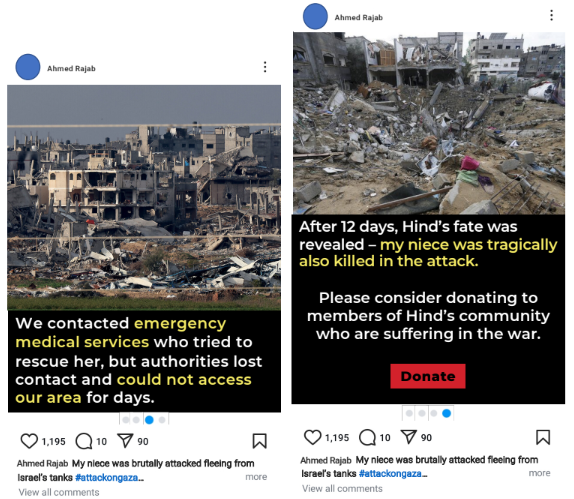 Ahmed Rajab
We contacted emergency
medical services who tried to
rescue her, but authorities lost
contact and could not access
our area for days.
1,195 10 90
Ahmed Rajab My niece was brutally attacked fleeing from
Israel's tanks #attackongaza... more
View all comments
Ahmed Rajab
After 12 days, Hind's fate was
revealed – my niece was tragically
also killed in the attack.
Please consider donating to
members of Hind's community
who are suffering in the war.
Donate
1,195 10 90
Ahmed Rajab My niece was brutally attacked fleeing from
Israel's tanks #attackongaza... more
View all comments